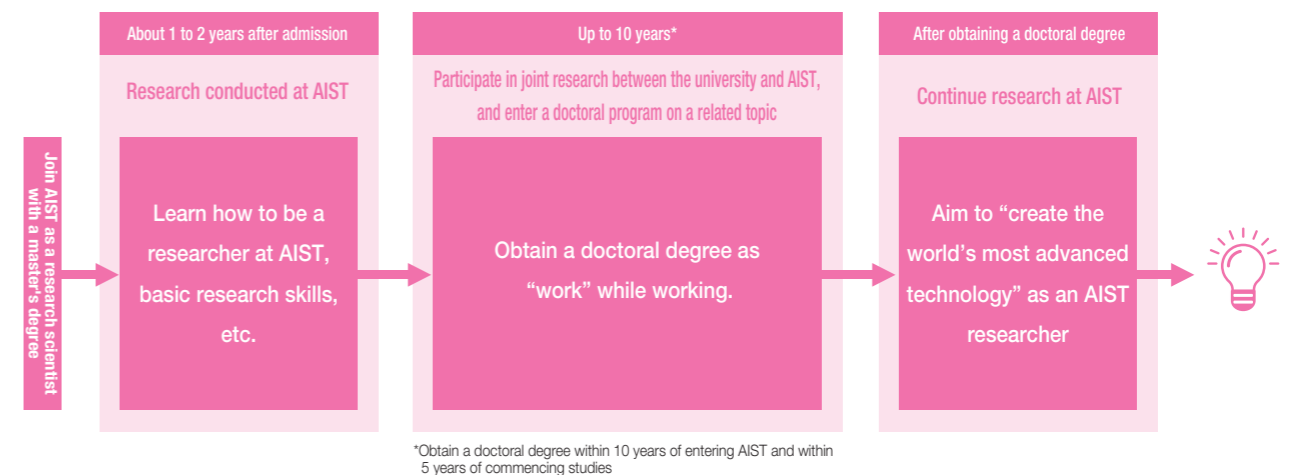 Join AIST as a research scientist
with a master's degree
About 1 to 2 years after admission
Research conducted at AIST
Learn how to be a
researcher at AIST,
basic research skills,
etc.
Up to 10 years*
Participate in joint research between the university and AIST,
and enter a doctoral program on a related topic
Obtain a doctoral degree as
“work” while working.
*Obtain a doctoral degree within 10 years of entering AIST and within
5 years of commencing studies
After obtaining a doctoral degree
Continue research at AIST
Aim to “create the
world’s most advanced
technology” as an AIST
researcher